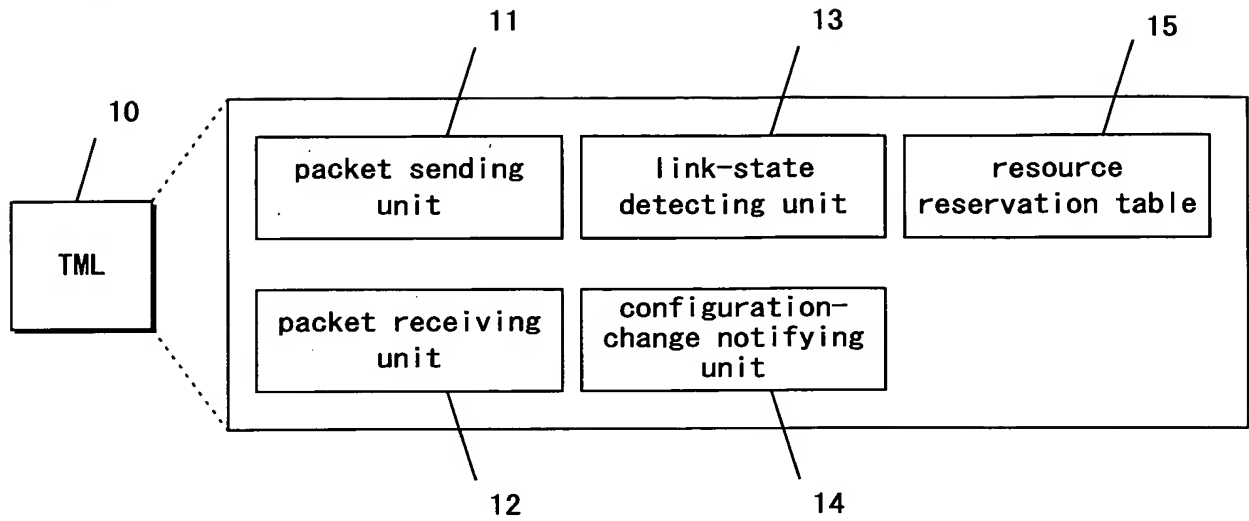 11
13
15
10
packet sending
unit
link-state
detecting unit
resource
reservation table
TML
packet receiving
unit
configuration-
change notifying
unit
12
14